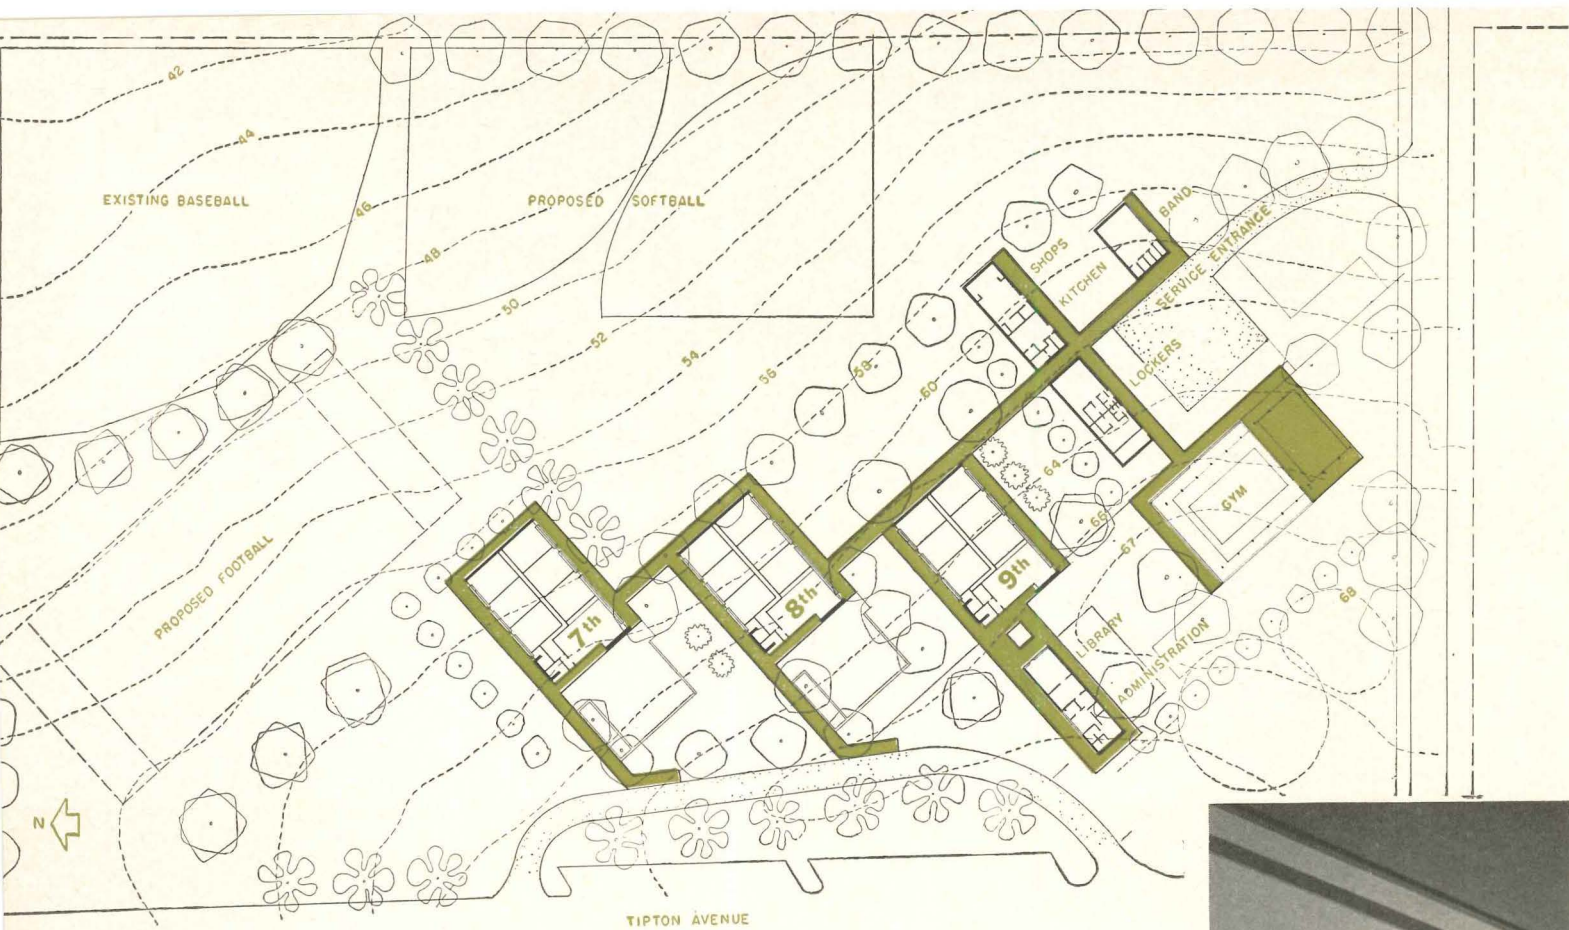 42
44
EXISTING BASEBALL
PROPOSED SOFTBALL
46
48
50
52
54
56
58
60
64
66
67
68
SHOPS
KITCHEN
BAND
SERVICE ENTRANCE
LOCKERS
GYM
PROPOSED FOOTBALL
7th
8th
9th
LIBRARY
ADMINISTRATION
N
TIPTON AVENUE